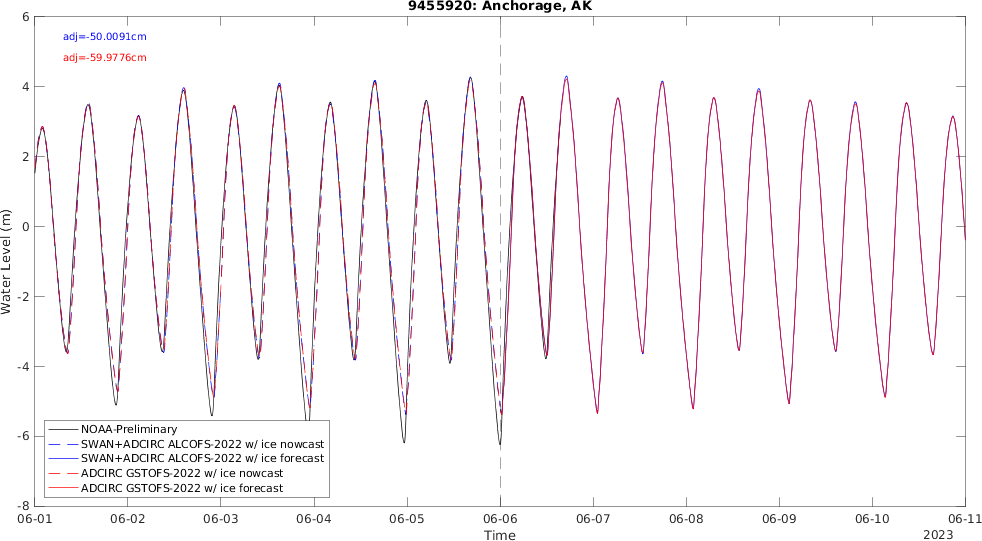 9455920: Anchorage, AK
adj=-50.0091cm
adj=-59.9776cm
6
4
2
0
-2
-4
-6
-8
Water Level (m)
NOAA-Preliminary
SWAN+ADCIRC ALCOFS-2022 w/ ice nowcast
SWAN+ADCIRC ALCOFS-2022 w/ ice forecast
ADCIRC GSTOFS-2022 w/ ice nowcast
ADCIRC GSTOFS-2022 w/ ice forecast
06-01 06-02 06-03 06-04 06-05 06-06 06-07 06-08 06-09 06-10 06-11
Time
2023